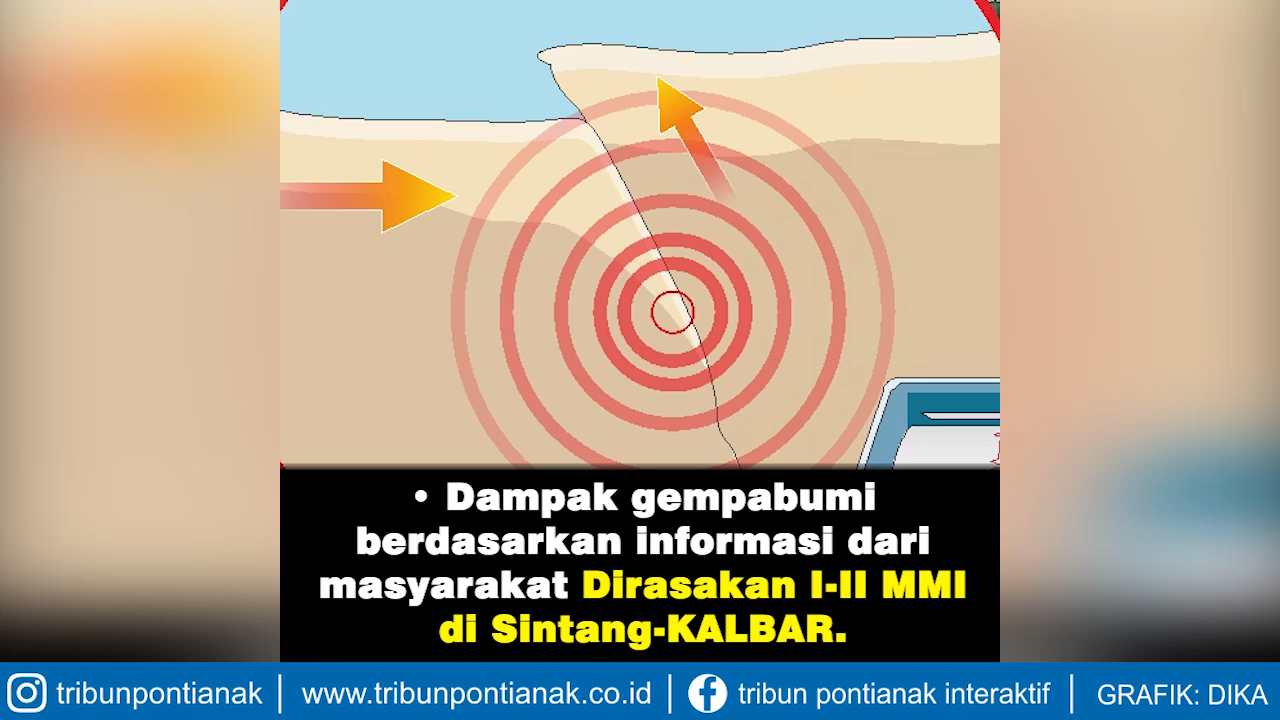 • Dampak gempabumi
berdasarkan informasi dari
masyarakat Dirasakan I-II MMI
di Sintang-KALBAR.
tribunpontianak | www.tribunpontianak.co.id | tribun pontianak interaktif | GRAFIK: DIKA